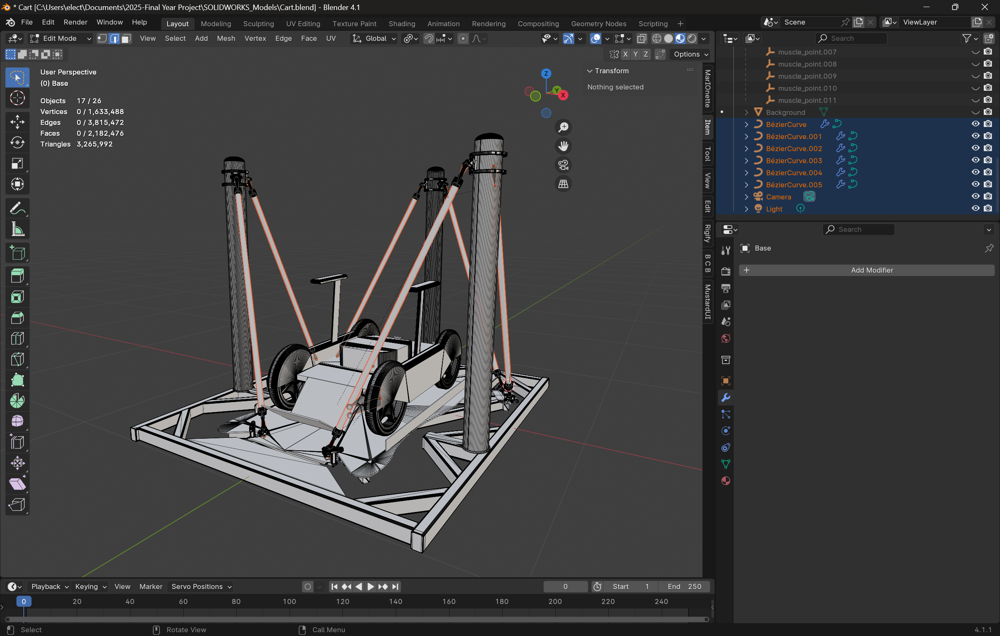 * Cart [C:\Users\elect\Documents\2025-Final Year Project\SOLIDWORKS_Models\Cart.blend] - Blender 4.1
File Edit Render Window Help Layout Modeling Sculpting UV Editing Texture Paint Shading Animation Rendering Compositing Geometry Nodes Scripting + Scene ViewLayer
Edit Mode View Select Add Mesh Vertex Edge Face UV Global Search
X Y Z Options
User Perspective
(0) Base
Objects 17 / 26
Vertices 0 / 1,633,488
Edges 0 / 3,815,472
Faces 0 / 2,182,476
Triangles 3,265,992
Z
Y
X
Transform
Nothing selected
MarIOnette
Item
Tool
View
Edit
Rigify
B C B
MustardUI
muscle_point.007
muscle_point.008
muscle_point.009
muscle_point.010
muscle_point.011
Background
BézierCurve
BézierCurve.001
BézierCurve.002
BézierCurve.003
BézierCurve.004
BézierCurve.005
Camera
Light
Search
Base
+ Add Modifier
Playback Keying View Marker Servo Positions 0 Start 1 End 250
0 20 40 60 80 100 120 140 160 180 200 220 240
Select Rotate View Call Menu 4.1.1